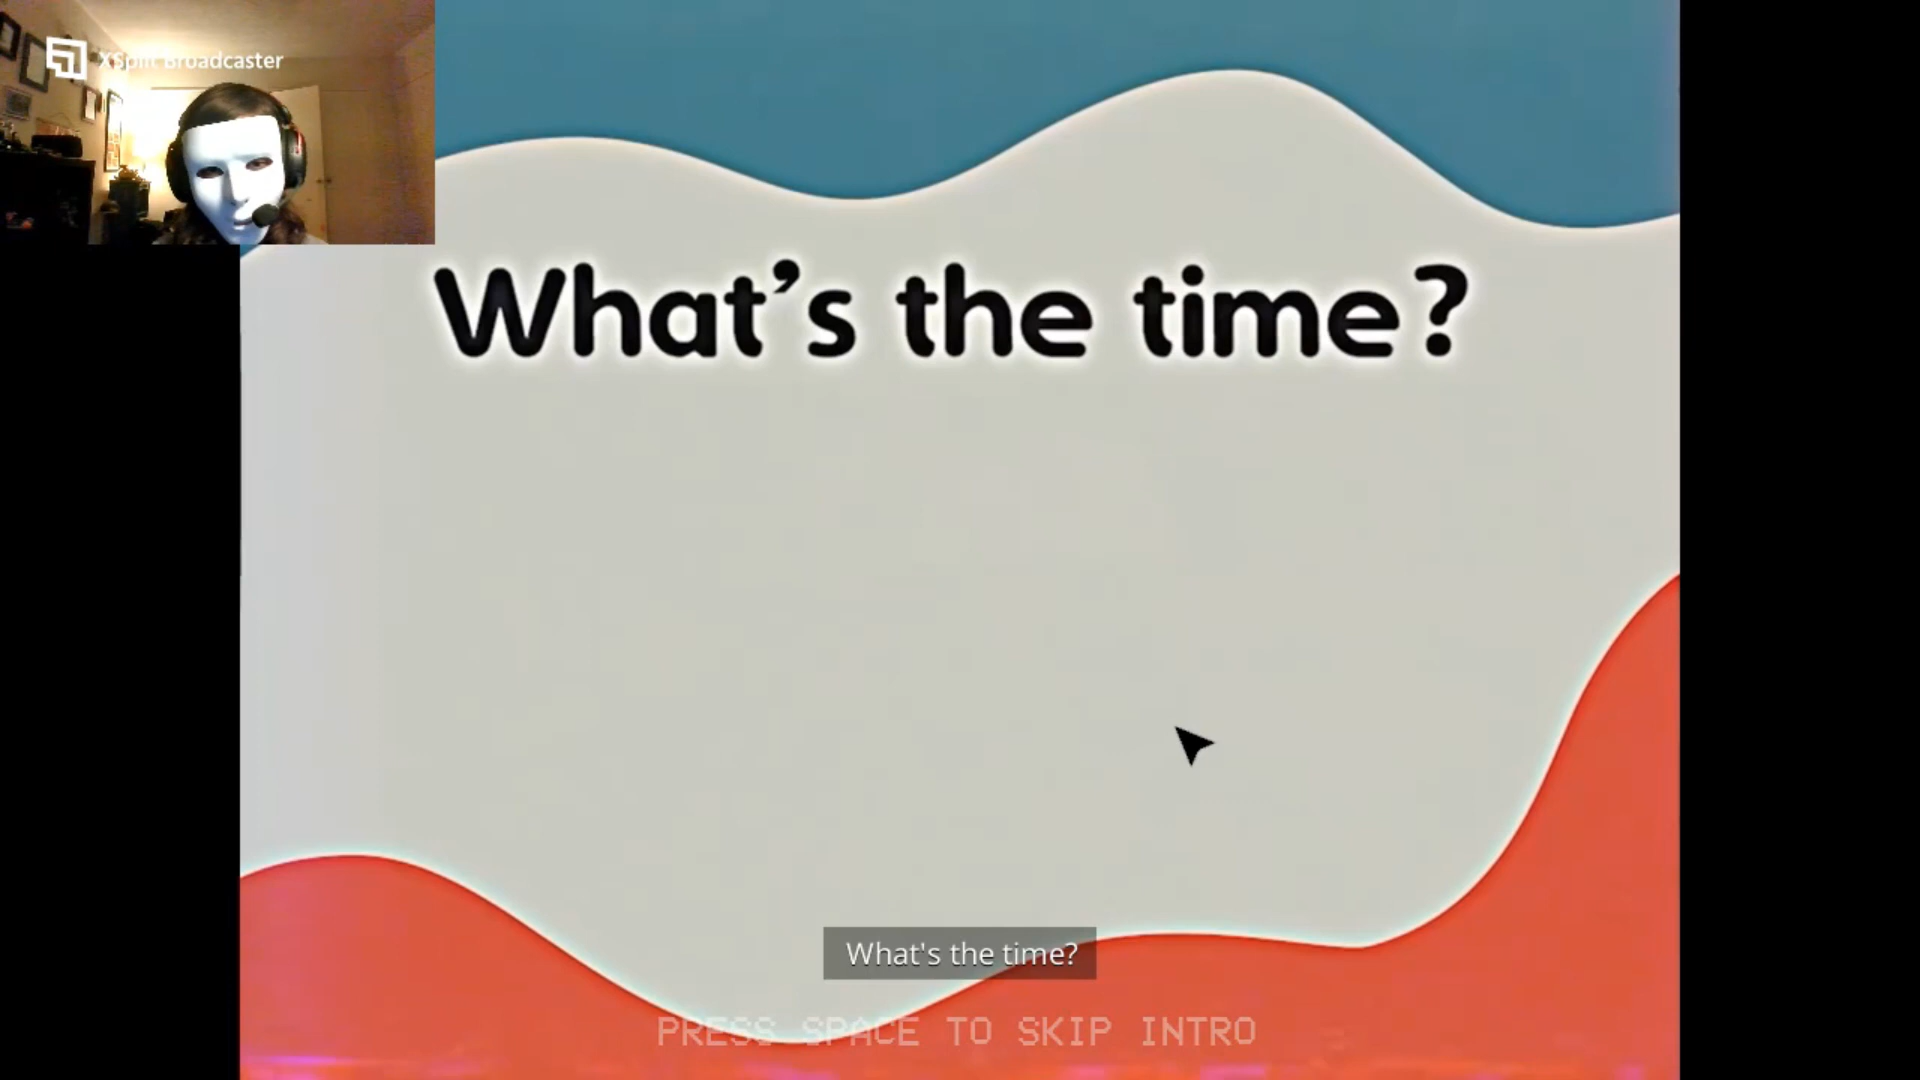 XSplit Broadcaster
What’s the time?
What's the time?
PRESS SPACE TO SKIP INTRO